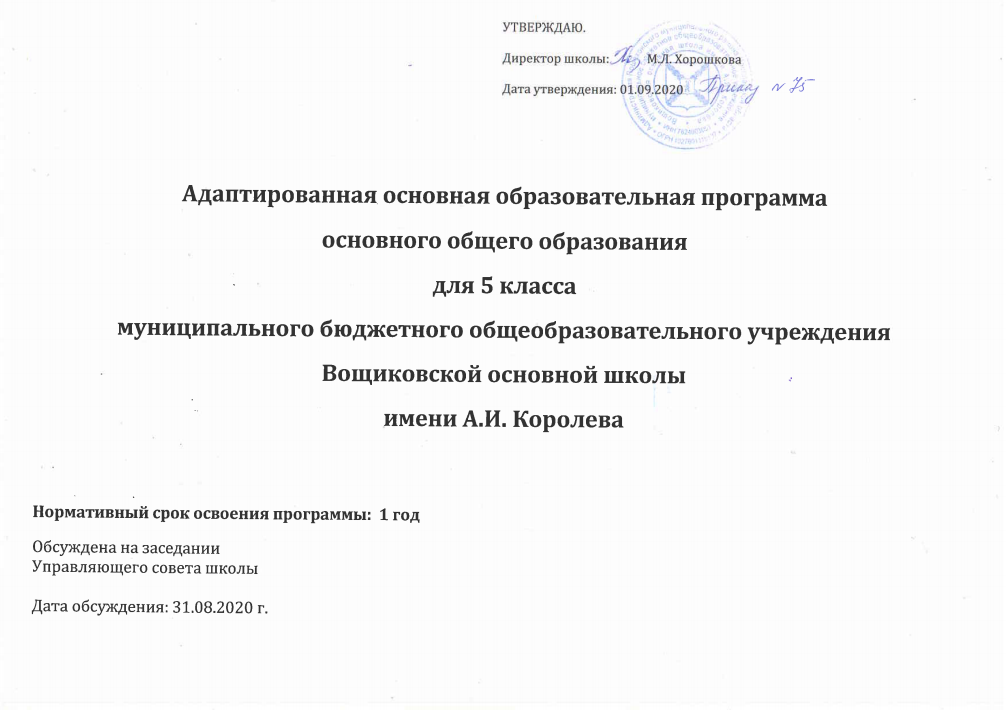 УТВЕРЖДАЮ.
Директор школы: М.Л. Хорошкова
Дата утверждения: 01.09.2020 Приказ N 75
Адаптированная основная образовательная программа
основного общего образования
для 5 класса
муниципального бюджетного общеобразовательного учреждения
Вощиковской основной школы
имени А.И. Королева
Нормативный срок освоения программы: 1 год
Обсуждена на заседании
Управляющего совета школы
Дата обсуждения: 31.08.2020 г.